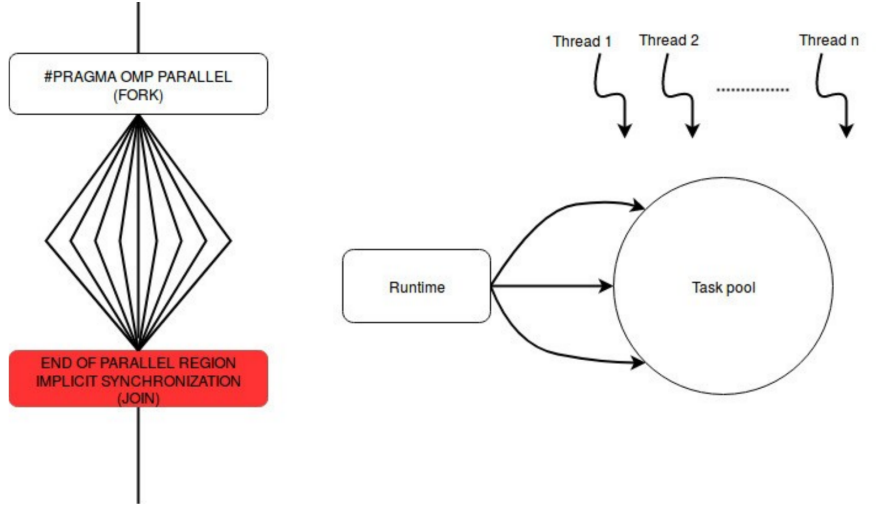 #PRAGMA OMP PARALLEL
(FORK)
END OF PARALLEL REGION
IMPLICIT SYNCHRONIZATION
(JOIN)
Thread 1
Thread 2
Thread n
Runtime
Task pool